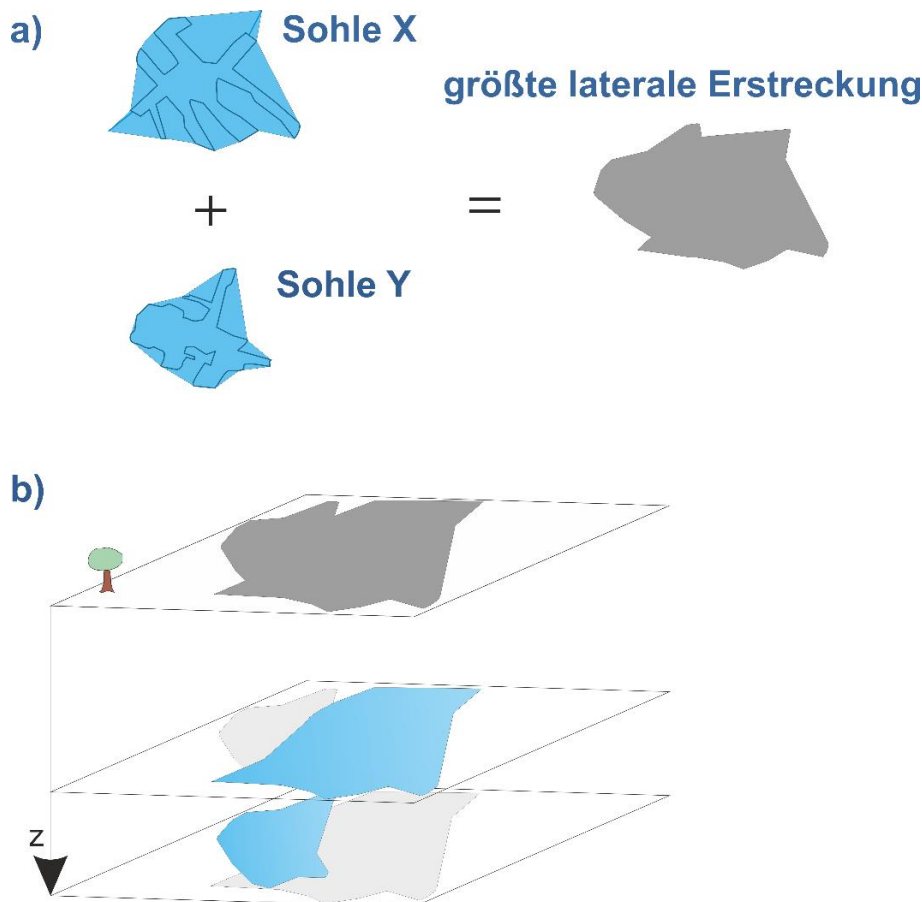 a)
Sohle X
größte laterale Erstreckung
+
=
Sohle Y
b)
z